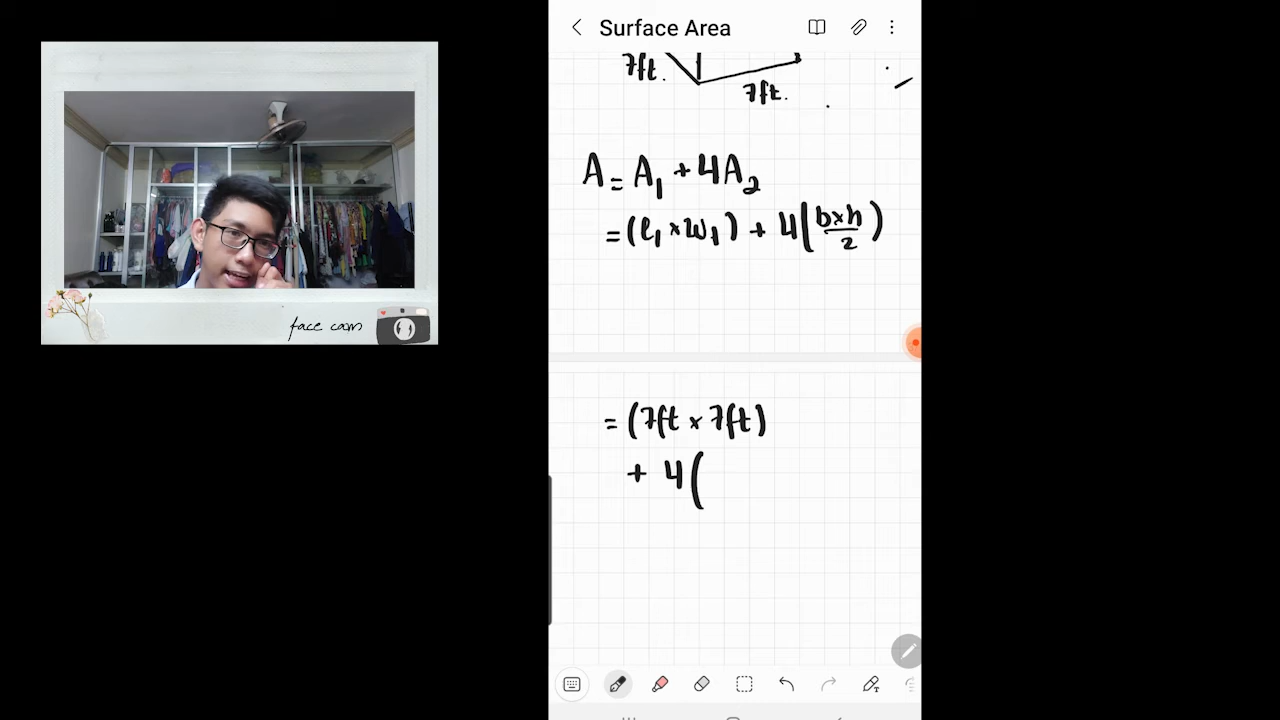 Surface Area
7ft.
7ft.
A = A₁ + 4A₂
= (l₁ × w₁) + 4(b×h/2)
= (7ft × 7ft)
+ 4(
face cam